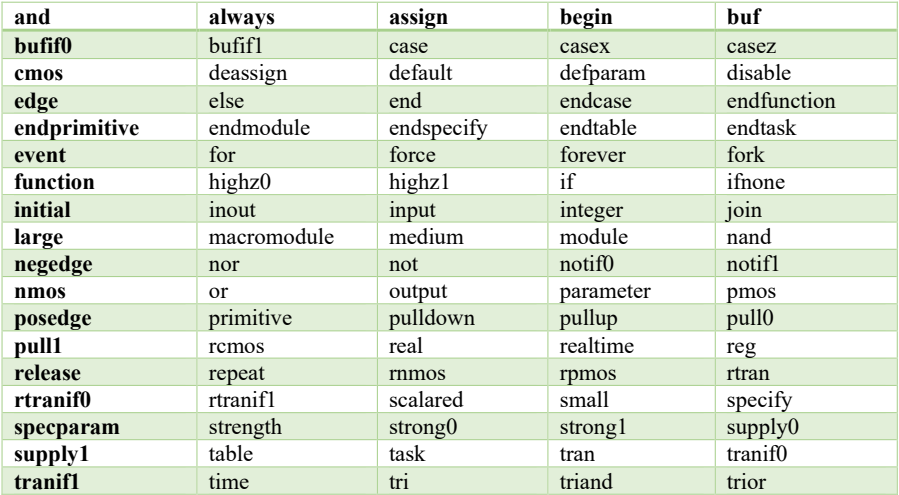 and always assign begin buf
bufif0 bufif1 case casex casez
cmos deassign default defparam disable
edge else end endcase endfunction
endprimitive endmodule endspecify endtable endtask
event for force forever fork
function highz0 highz1 if ifnone
initial inout input integer join
large macromodule medium module nand
negedge nor not notif0 notif1
nmos or output parameter pmos
posedge primitive pulldown pullup pull0
pull1 rcmos real realtime reg
release repeat rnmos rpmos rtran
rtranif0 rtranif1 scalared small specify
specparam strength strong0 strong1 supply0
supply1 table task tran tranif0
tranif1 time tri triand trior